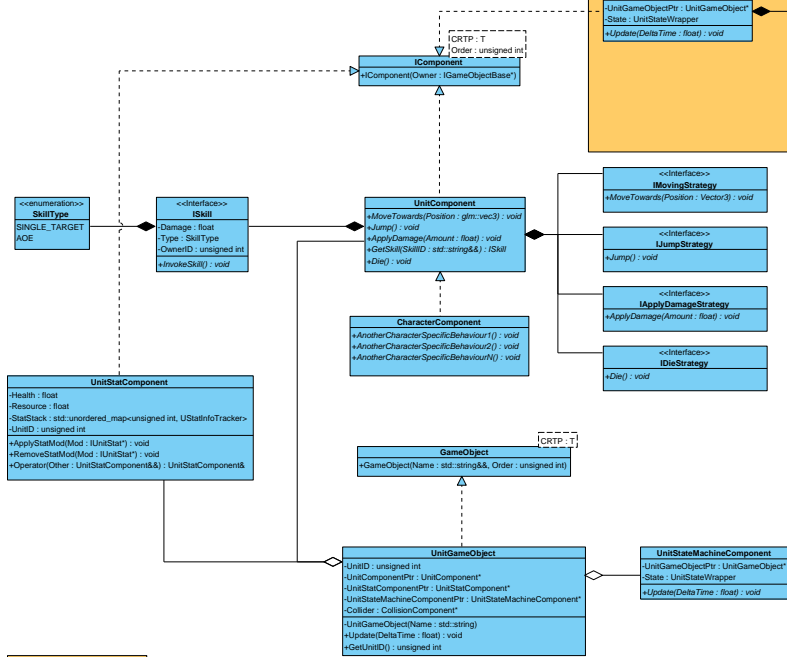 -UnitGameObjectPtr : UnitGameObject*
-State : UnitStateWrapper
+Update(DeltaTime : float) : void
CRTP : T
Order : unsigned int
IComponent
+IComponent(Owner : IGameObjectBase*)
<<enumeration>>
SkillType
SINGLE_TARGET
AOE
<<Interface>>
ISkill
-Damage : float
-Type : SkillType
-OwnerID : unsigned int
+InvokeSkill() : void
UnitComponent
+MoveTowards(Position : glm::vec3) : void
+Jump() : void
+ApplyDamage(Amount : float) : void
+GetSkill(SkillID : std::string&&) : ISkill
+Die() : void
<<Interface>>
IMovingStrategy
+MoveTowards(Position : Vector3) : void
<<Interface>>
IJumpStrategy
+Jump() : void
<<Interface>>
IApplyDamageStrategy
+ApplyDamage(Amount : float) : void
<<Interface>>
IDieStrategy
+Die() : void
CharacterComponent
+AnotherCharacterSpecificBehaviour1() : void
+AnotherCharacterSpecificBehaviour2() : void
+AnotherCharacterSpecificBehaviourN() : void
UnitStatComponent
-Health : float
-Resource : float
-StatStack : std::unordered_map<unsigned int, UStatInfoTracker>
-UnitID : unsigned int
+ApplyStatMod(Mod : IUnitStat*) : void
+RemoveStatMod(Mod : IUnitStat*) : void
+Operator(Other : UnitStatComponent&&) : UnitStatComponent&
CRTP : T
GameObject
+GameObject(Name : std::string&&, Order : unsigned int)
UnitGameObject
-UnitID : unsigned int
-UnitComponentPtr : UnitComponent*
-UnitStatComponentPtr : UnitStatComponent*
-UnitStateMachineComponentPtr : UnitStateMachineComponent*
-Collider : CollisionComponent*
-UnitGameObject(Name : std::string)
+Update(DeltaTime : float) : void
+GetUnitID() : unsigned int
UnitStateMachineComponent
-UnitGameObjectPtr : UnitGameObject*
-State : UnitStateWrapper
+Update(DeltaTime : float) : void